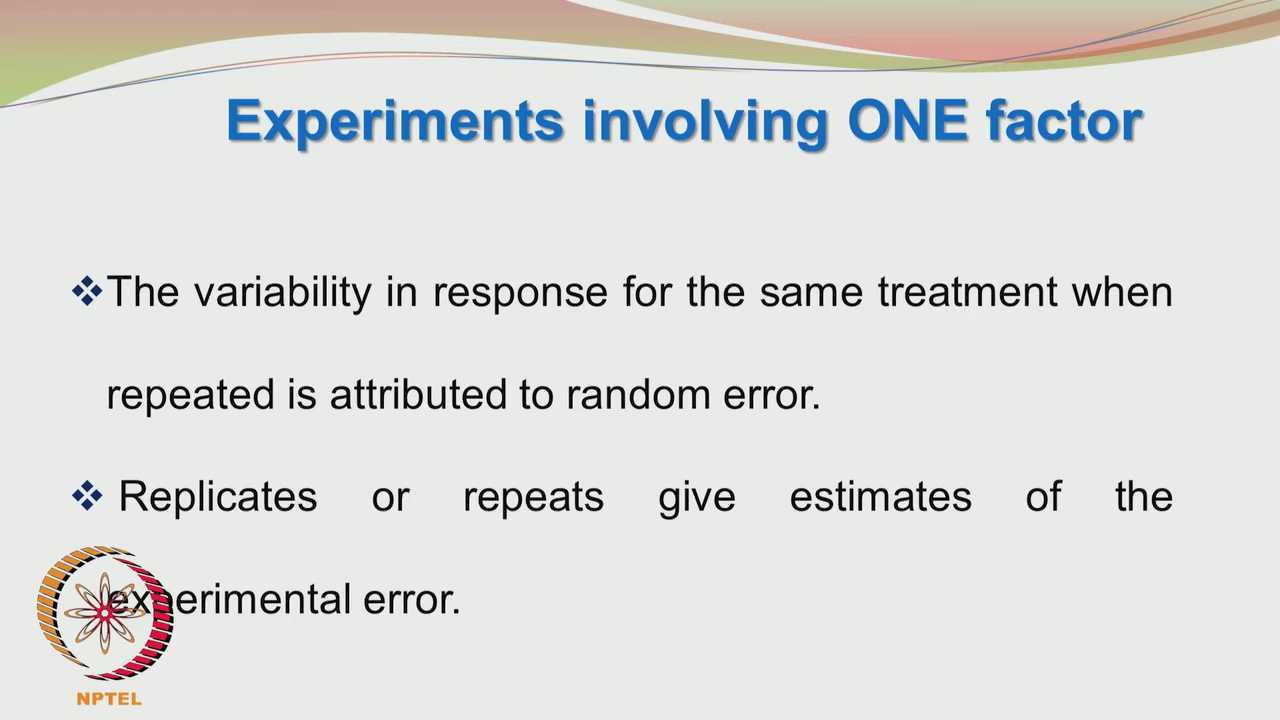 Experiments involving ONE factor
❖The variability in response for the same treatment when
repeated is attributed to random error.
❖ Replicates or repeats give estimates of the
experimental error.
NPTEL